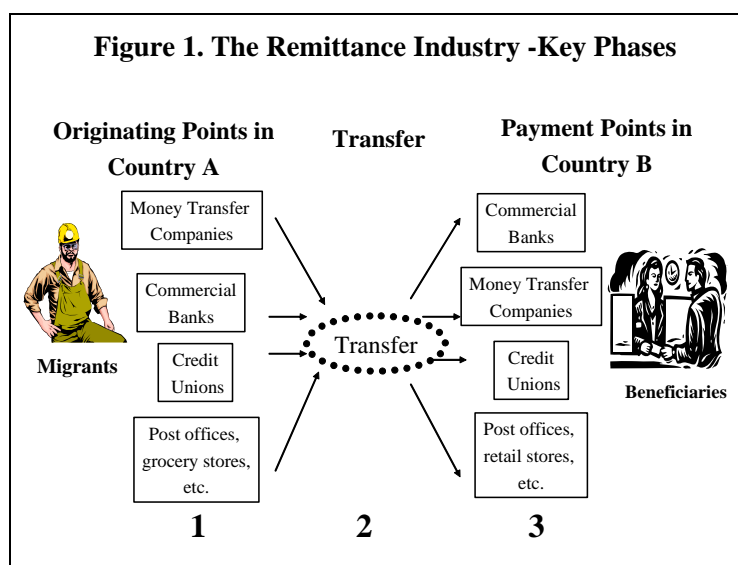 Figure 1. The Remittance Industry -Key Phases
Originating Points in
Country A
Transfer
Payment Points in
Country B
Money Transfer
Companies
Commercial
Banks
Credit
Unions
Post offices,
grocery stores,
etc.
Migrants
Transfer
Commercial
Banks
Money Transfer
Companies
Credit
Unions
Post offices,
retail stores,
etc.
Beneficiaries
1
2
3